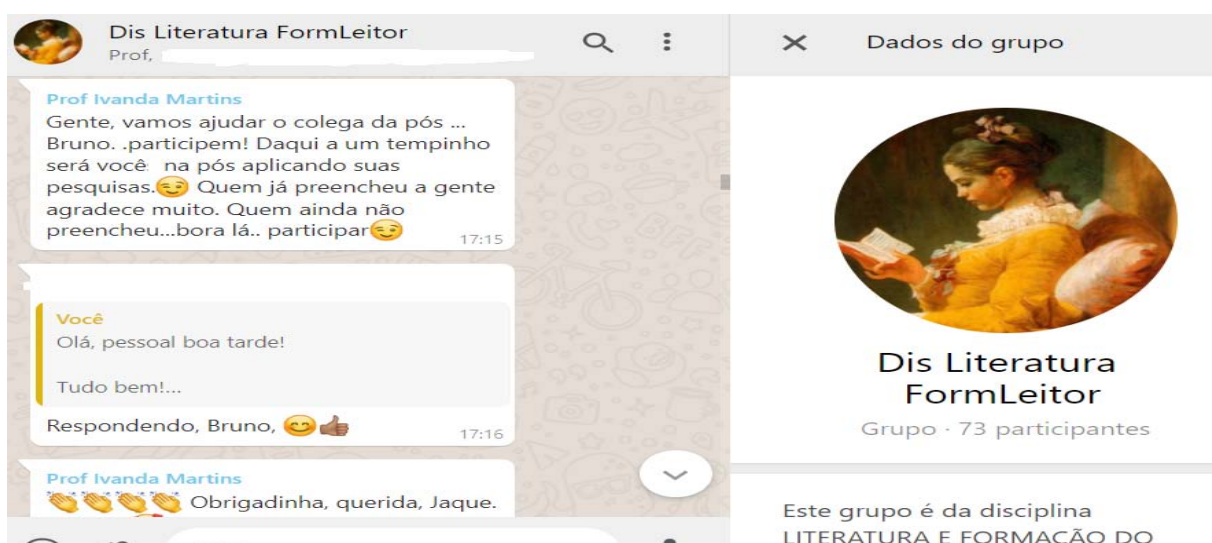 Dis Literatura FormLeitor
Prof,
Prof Ivanda Martins
Gente, vamos ajudar o colega da pós ...
Bruno. .participem! Daqui a um tempinho
será você na pós aplicando suas
pesquisas.😉 Quem já preencheu a gente
agradece muito. Quem ainda não
preencheu...bora lá.. participar😉
17:15
Você
Olá, pessoal boa tarde!
Tudo bem!...
Respondendo, Bruno, 😊👍🏾
17:16
Prof Ivanda Martins
👏👏👏👏 Obrigadinha, querida, Jaque.
Dados do grupo
Dis Literatura
FormLeitor
Grupo · 73 participantes
Este grupo é da disciplina
LITERATURA E FORMAÇÃO DO